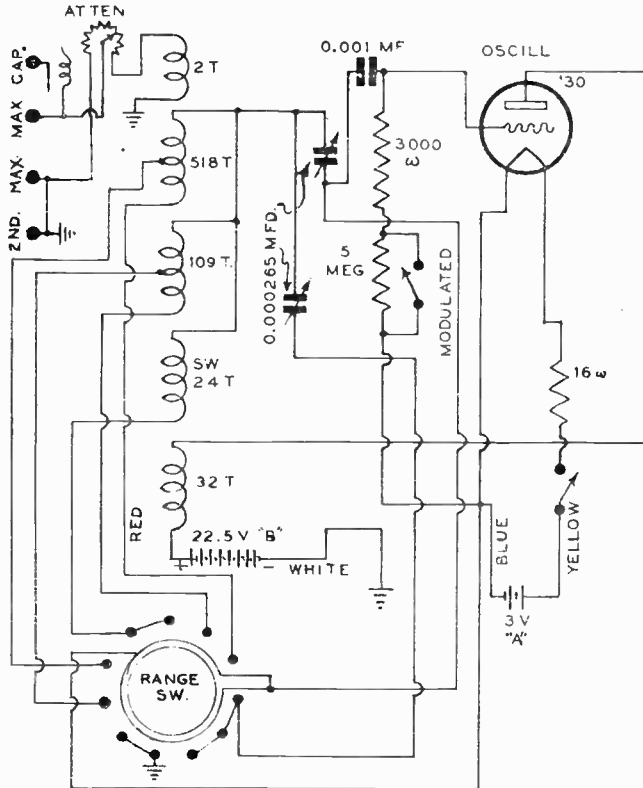 ATTEN
CAP.
MAX
MAX.
2ND.
2 T
518 T
109 T.
SW
24 T
32 T
RED
22.5 V "B"
+
−
WHITE
0.001 MF
0.000265 MFD.
3000
ω
5
MEG
MODULATED
OSCILL
'30
16 ω
BLUE
YELLOW
3 V
"A"
RANGE
SW.